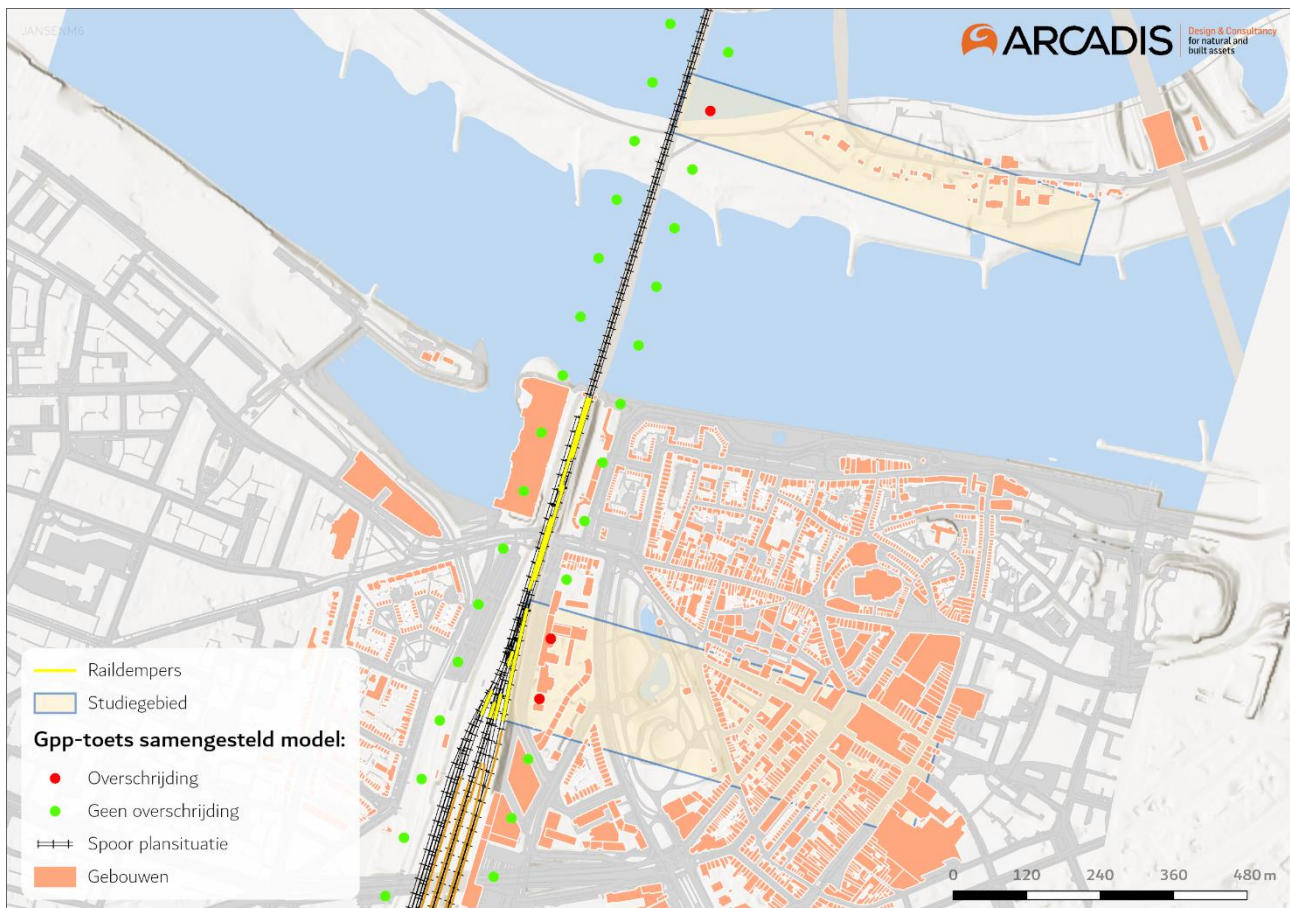 JANSENM6
ARCADIS
Design & Consultancy
for natural and
built assets
Raildempers
Studiegebied
Gpp-toets samengesteld model:
Overschrijding
Geen overschrijding
Spoor plansituatie
Gebouwen
0 120 240 360 480 m